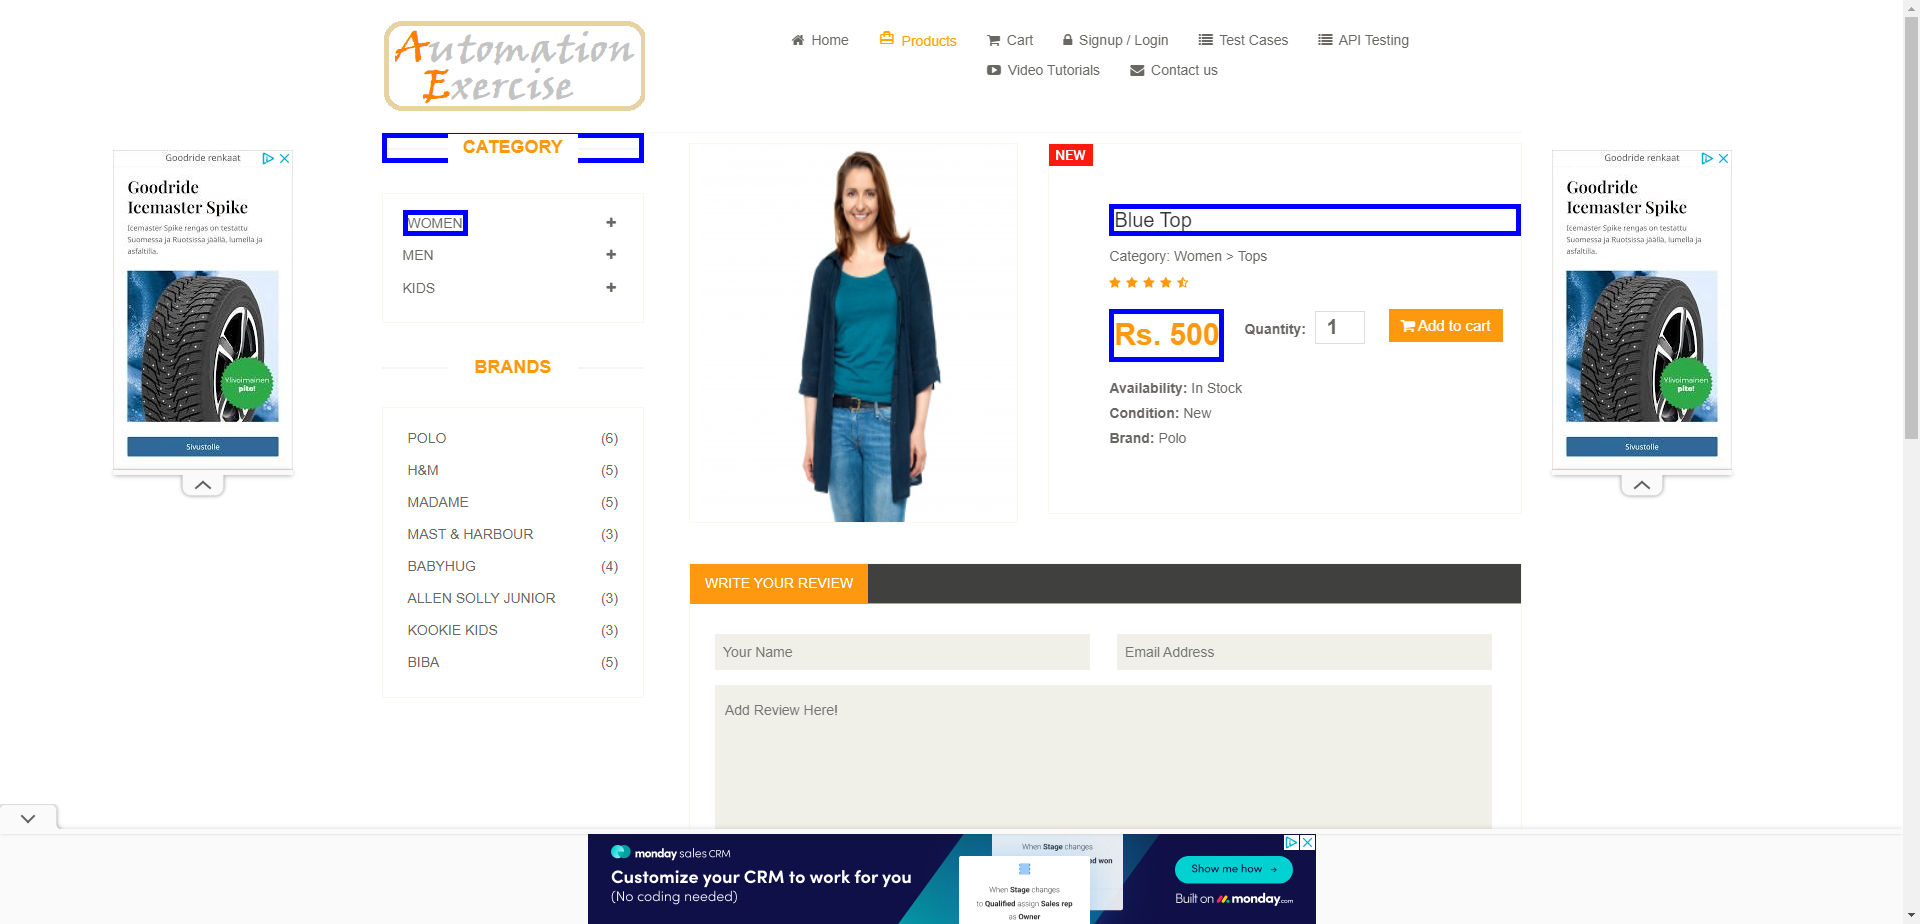 Automation
Exercise
Home
Products
Cart
Signup / Login
Test Cases
API Testing
Video Tutorials
Contact us
Goodride renkaat
Goodride
Icemaster Spike
Icemaster Spike rengas on testattu
Suomessa ja Ruotsissa jäällä, lumella ja
asfaltilla.
Ylivoimainen
pito!
Sivustolle
CATEGORY
WOMEN
MEN
KIDS
BRANDS
POLO (6)
H&M (5)
MADAME (5)
MAST & HARBOUR (3)
BABYHUG (4)
ALLEN SOLLY JUNIOR (3)
KOOKIE KIDS (3)
BIBA (5)
NEW
Blue Top
Category: Women > Tops
Rs. 500
Quantity: 1
Add to cart
Availability: In Stock
Condition: New
Brand: Polo
WRITE YOUR REVIEW
Your Name
Email Address
Add Review Here!
Goodride renkaat
Goodride
Icemaster Spike
Icemaster Spike rengas on testattu
Suomessa ja Ruotsissa jäällä, lumella ja
asfaltilla.
Ylivoimainen
pito!
Sivustolle
monday sales CRM
Customize your CRM to work for you
(No coding needed)
When Stage changes
d won
When Stage changes
to Qualified assign Sales rep
as Owner
Show me how →
Built on monday.com